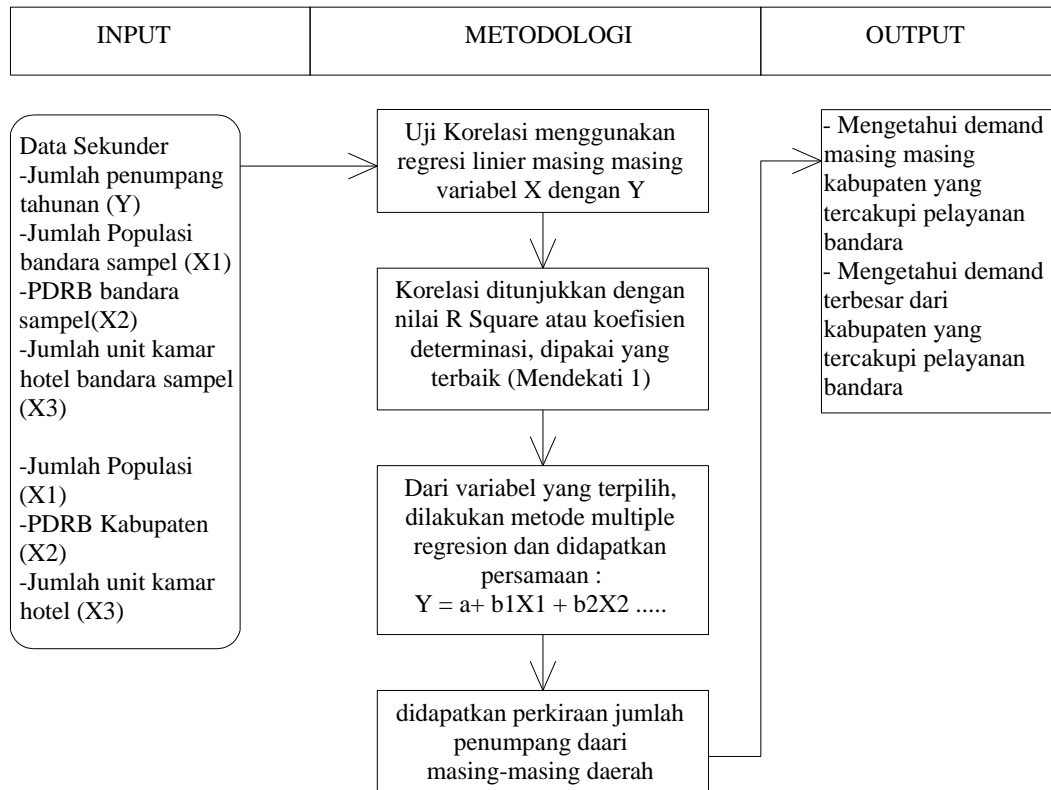 INPUT
METODOLOGI
OUTPUT
Data Sekunder
-Jumlah penumpang
tahunan (Y)
-Jumlah Populasi
bandara sampel (X1)
-PDRB bandara
sampel(X2)
-Jumlah unit kamar
hotel bandara sampel
(X3)
-Jumlah Populasi
(X1)
-PDRB Kabupaten
(X2)
-Jumlah unit kamar
hotel (X3)
Uji Korelasi menggunakan
regresi linier masing masing
variabel X dengan Y
Korelasi ditunjukkan dengan
nilai R Square atau koefisien
determinasi, dipakai yang
terbaik (Mendekati 1)
Dari variabel yang terpilih,
dilakukan metode multiple
regresion dan didapatkan
persamaan :
Y = a+ b1X1 + b2X2 .....
didapatkan perkiraan jumlah
penumpang daari
masing-masing daerah
- Mengetahui demand
masing masing
kabupaten yang
tercakupi pelayanan
bandara
- Mengetahui demand
terbesar dari
kabupaten yang
tercakupi pelayanan
bandara